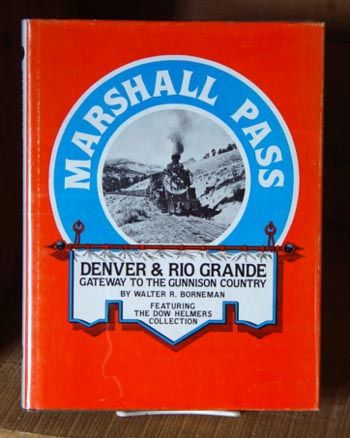 MARSHALL PASS
DENVER & RIO GRANDE
GATEWAY TO THE GUNNISON COUNTRY
BY WALTER R. BORNEMAN
FEATURING
THE DOW HELMERS
COLLECTION